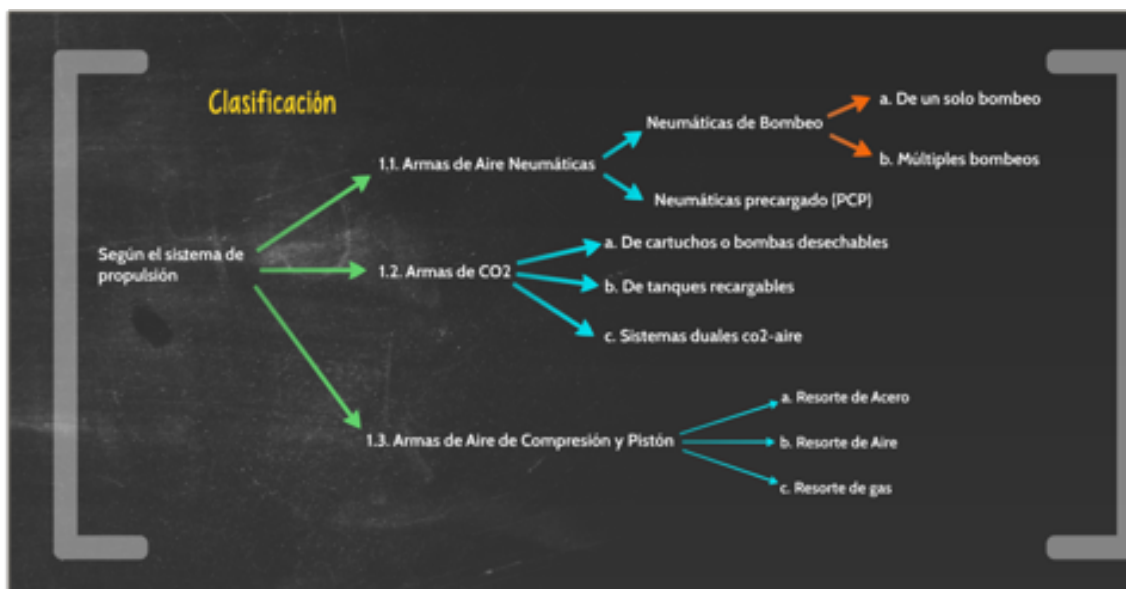 Clasificación
Según el sistema de
propulsión
1.1. Armas de Aire Neumáticas
Neumáticas de Bombeo
a. De un solo bombeo
b. Múltiples bombeos
Neumáticas precargado (PCP)
1.2. Armas de CO2
a. De cartuchos o bombas desechables
b. De tanques recargables
c. Sistemas duales co2-aire
1.3. Armas de Aire de Compresión y Pistón
a. Resorte de Acero
b. Resorte de Aire
c. Resorte de gas